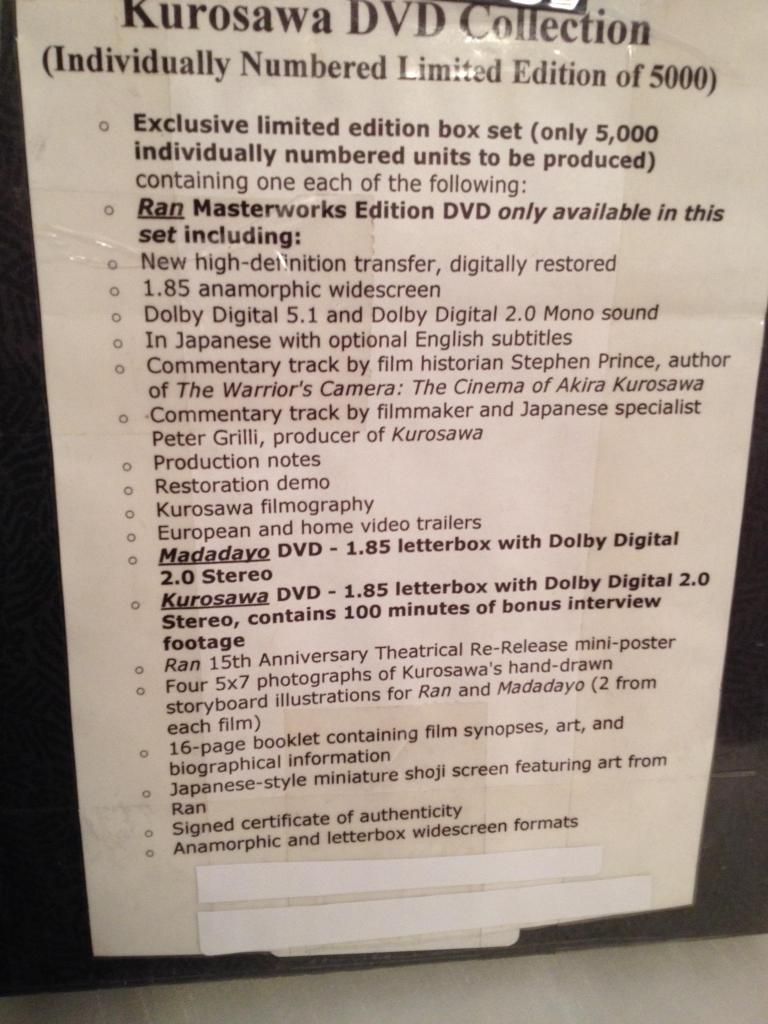 Kurosawa DVD Collection
(Individually Numbered Limited Edition of 5000)
Exclusive limited edition box set (only 5,000
individually numbered units to be produced)
containing one each of the following:
Ran Masterworks Edition DVD only available in this
set including:
New high-definition transfer, digitally restored
1.85 anamorphic widescreen
Dolby Digital 5.1 and Dolby Digital 2.0 Mono sound
In Japanese with optional English subtitles
Commentary track by film historian Stephen Prince, author
of The Warrior's Camera: The Cinema of Akira Kurosawa
Commentary track by filmmaker and Japanese specialist
Peter Grilli, producer of Kurosawa
Production notes
Restoration demo
Kurosawa filmography
European and home video trailers
Madadayo DVD - 1.85 letterbox with Dolby Digital
2.0 Stereo
Kurosawa DVD - 1.85 letterbox with Dolby Digital 2.0
Stereo, contains 100 minutes of bonus interview
footage
Ran 15th Anniversary Theatrical Re-Release mini-poster
Four 5x7 photographs of Kurosawa's hand-drawn
storyboard illustrations for Ran and Madadayo (2 from
each film)
16-page booklet containing film synopses, art, and
biographical information
Japanese-style miniature shoji screen featuring art from
Ran
Signed certificate of authenticity
Anamorphic and letterbox widescreen formats